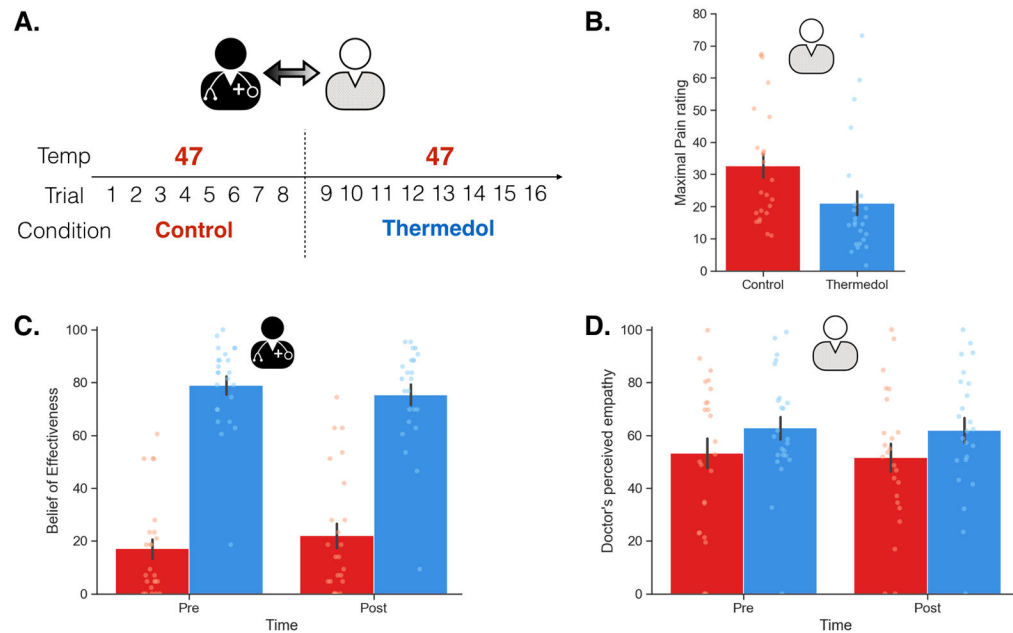 A.
Temp 47 47
Trial 1 2 3 4 5 6 7 8 9 10 11 12 13 14 15 16
Condition Control Thermedol
B.
Maximal Pain rating
80
70
60
50
40
30
20
10
0
Control Thermedol
C.
Belief of Effectiveness
100
80
60
40
20
0
Pre Post
Time
D.
Doctor's perceived empathy
100
80
60
40
20
0
Pre Post
Time